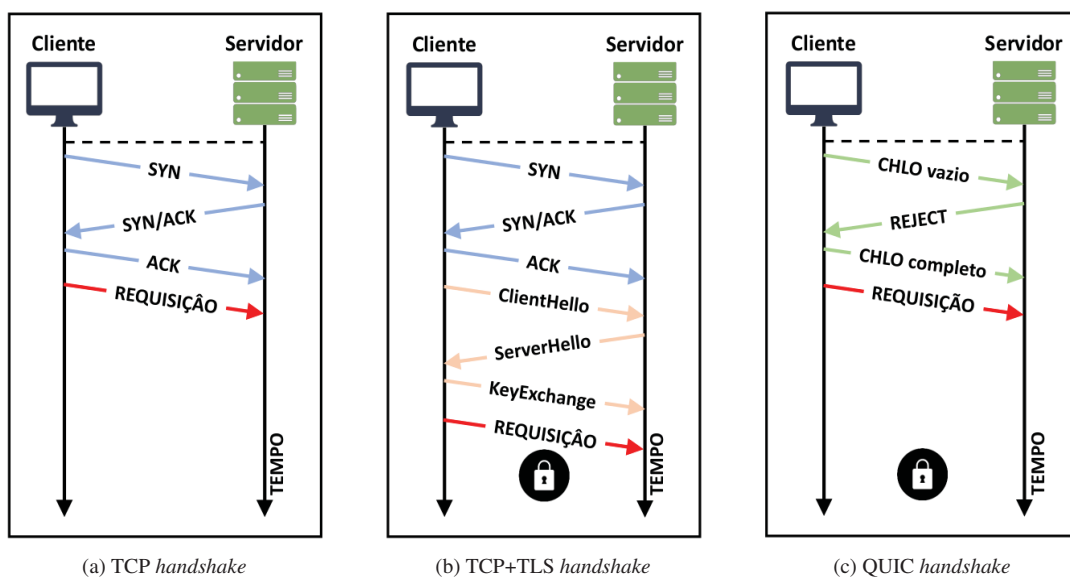 Cliente
Servidor
SYN
SYN/ACK
ACK
REQUISIÇÂO
TEMPO
(a) TCP handshake
Cliente
Servidor
SYN
SYN/ACK
ACK
ClientHello
ServerHello
KeyExchange
REQUISIÇÂO
TEMPO
(b) TCP+TLS handshake
Cliente
Servidor
CHLO vazio
REJECT
CHLO completo
REQUISIÇÃO
TEMPO
(c) QUIC handshake